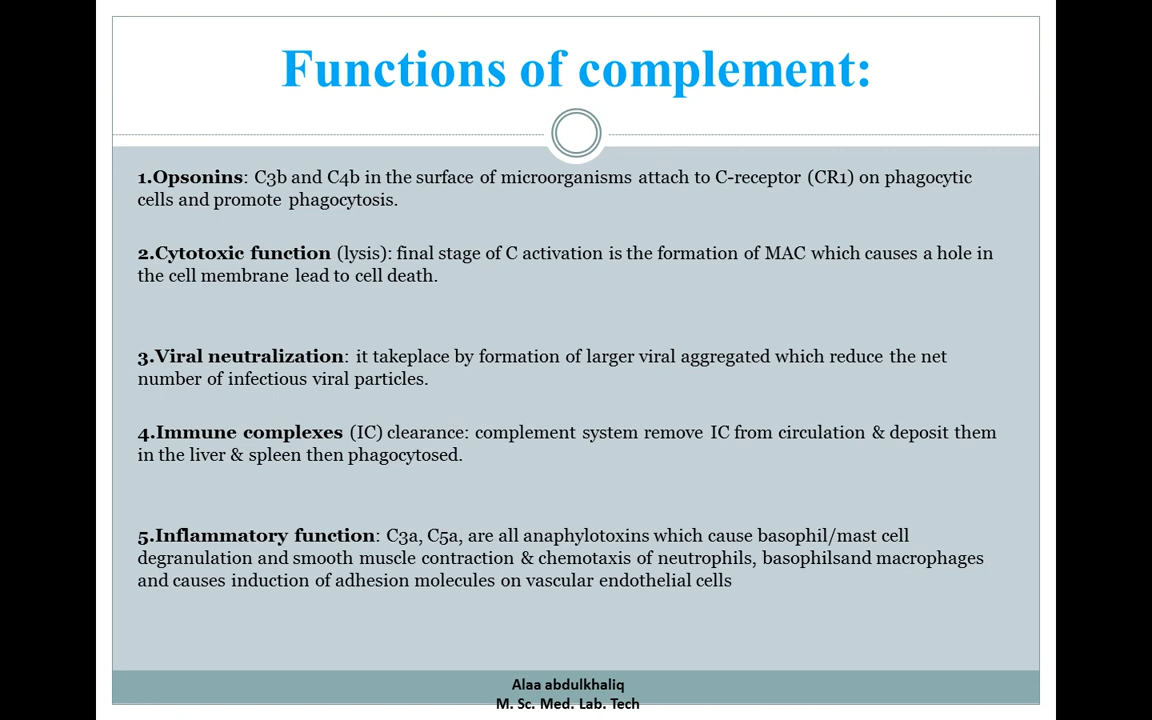 Functions of complement:
1.Opsonins: C3b and C4b in the surface of microorganisms attach to C-receptor (CR1) on phagocytic
cells and promote phagocytosis.
2.Cytotoxic function (lysis): final stage of C activation is the formation of MAC which causes a hole in
the cell membrane lead to cell death.
3.Viral neutralization: it takeplace by formation of larger viral aggregated which reduce the net
number of infectious viral particles.
4.Immune complexes (IC) clearance: complement system remove IC from circulation & deposit them
in the liver & spleen then phagocytosed.
5.Inflammatory function: C3a, C5a, are all anaphylotoxins which cause basophil/mast cell
degranulation and smooth muscle contraction & chemotaxis of neutrophils, basophilsand macrophages
and causes induction of adhesion molecules on vascular endothelial cells
Alaa abdulkhaliq
M. Sc. Med. Lab. Tech